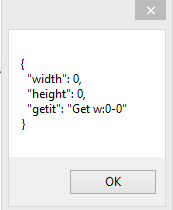 {
"width": 0,
"height": 0,
"getit": "Get w:0-0"
}
OK